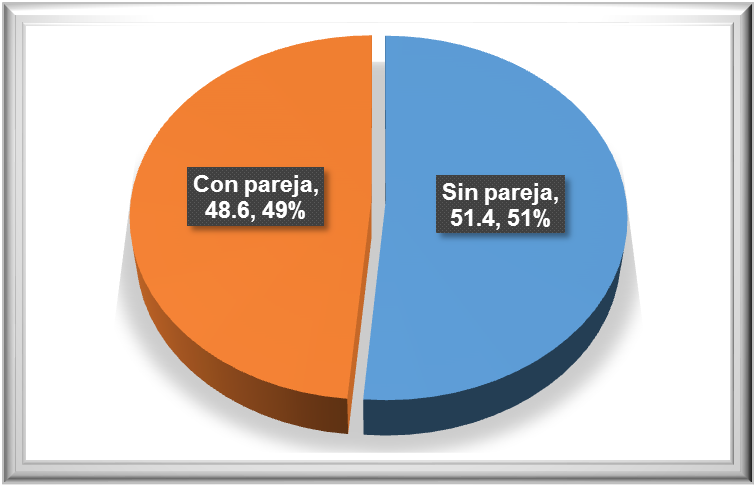 Con pareja,
48.6, 49%
Sin pareja,
51.4, 51%